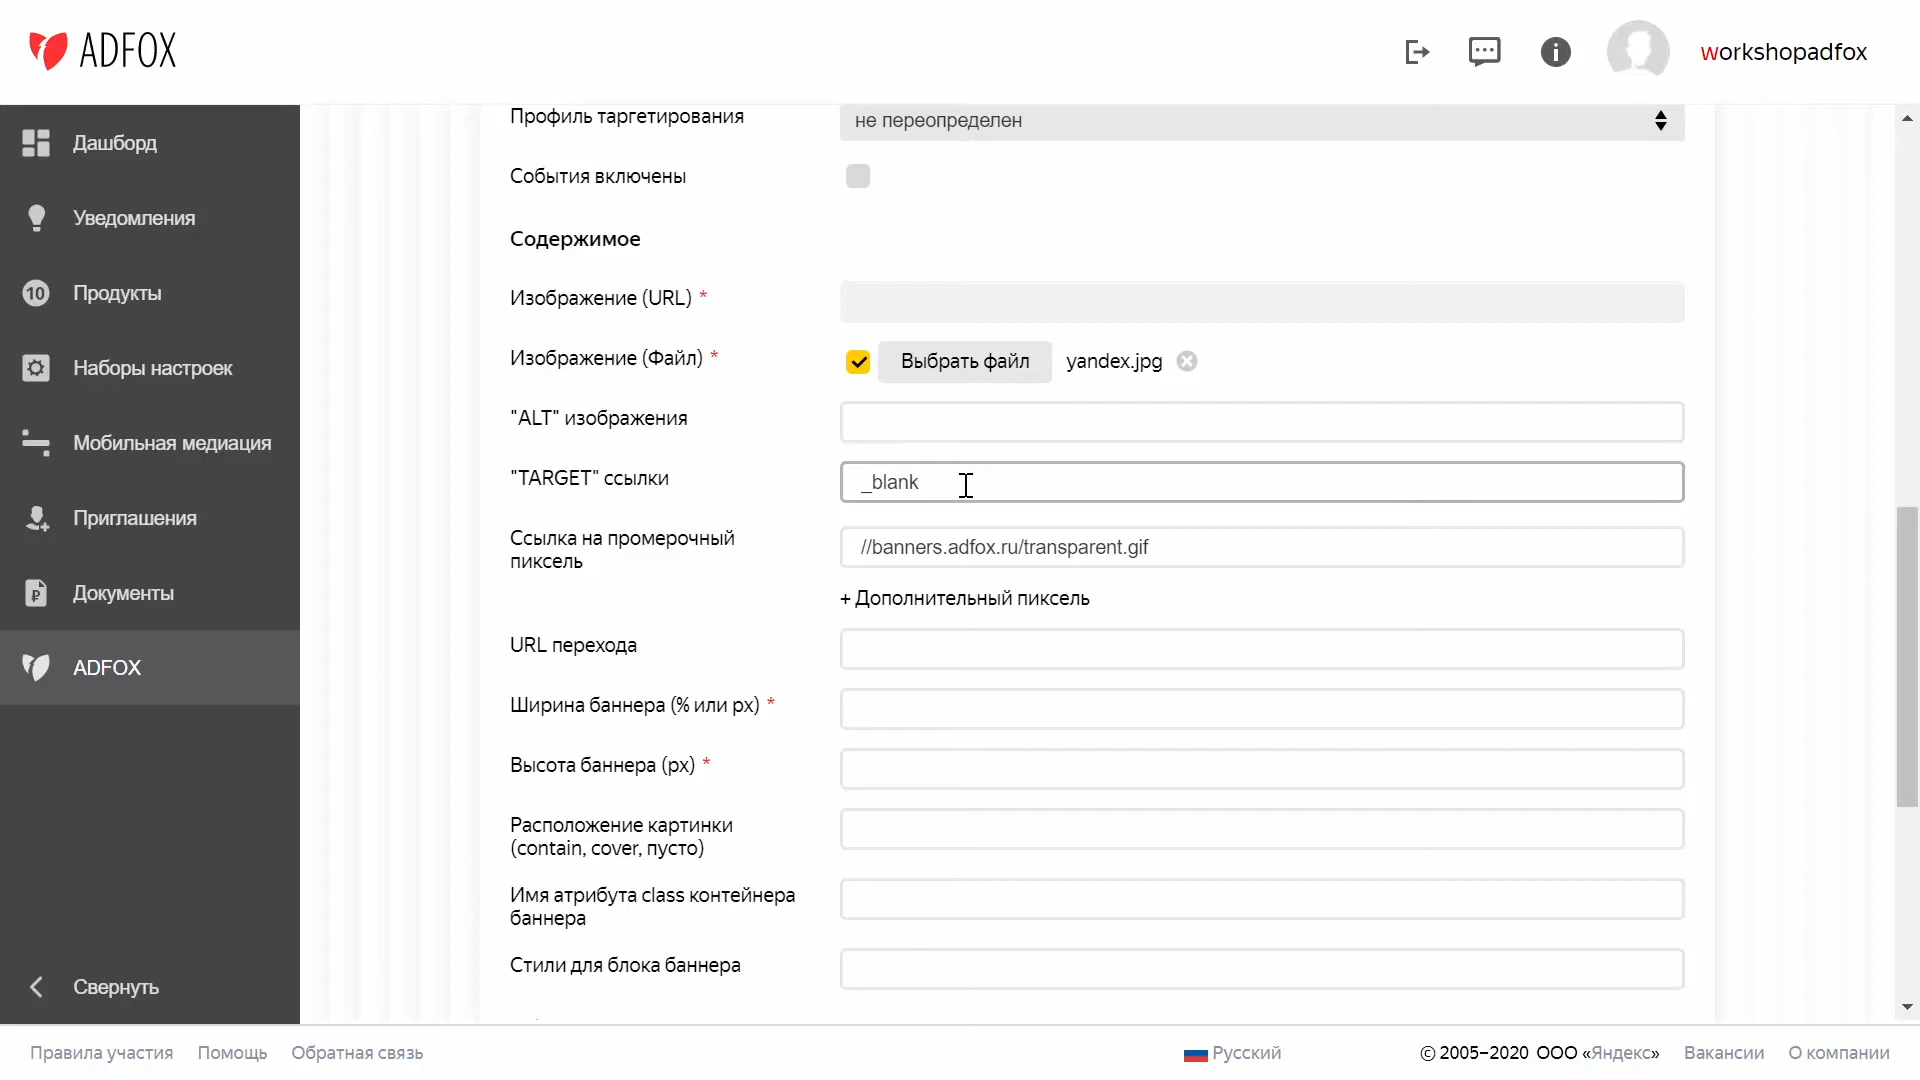 ADFOX
workshopadfox
Дашборд
Уведомления
10
Продукты
Наборы настроек
Мобильная медиация
Приглашения
Документы
ADFOX
Свернуть
Профиль таргетирования
не переопределен
События включены
Содержимое
Изображение (URL) *
Изображение (Файл) *
Выбрать файл
yandex.jpg
"ALT" изображения
"TARGET" ссылки
_blank
Ссылка на промерочный
пиксель
//banners.adfox.ru/transparent.gif
+ Дополнительный пиксель
URL перехода
Ширина баннера (% или px) *
Высота баннера (px) *
Расположение картинки
(contain, cover, пусто)
Имя атрибута class контейнера
баннера
Стили для блока баннера
Правила участия
Помощь
Обратная связь
Русский
© 2005–2020 ООО «Яндекс»
Вакансии
О компании